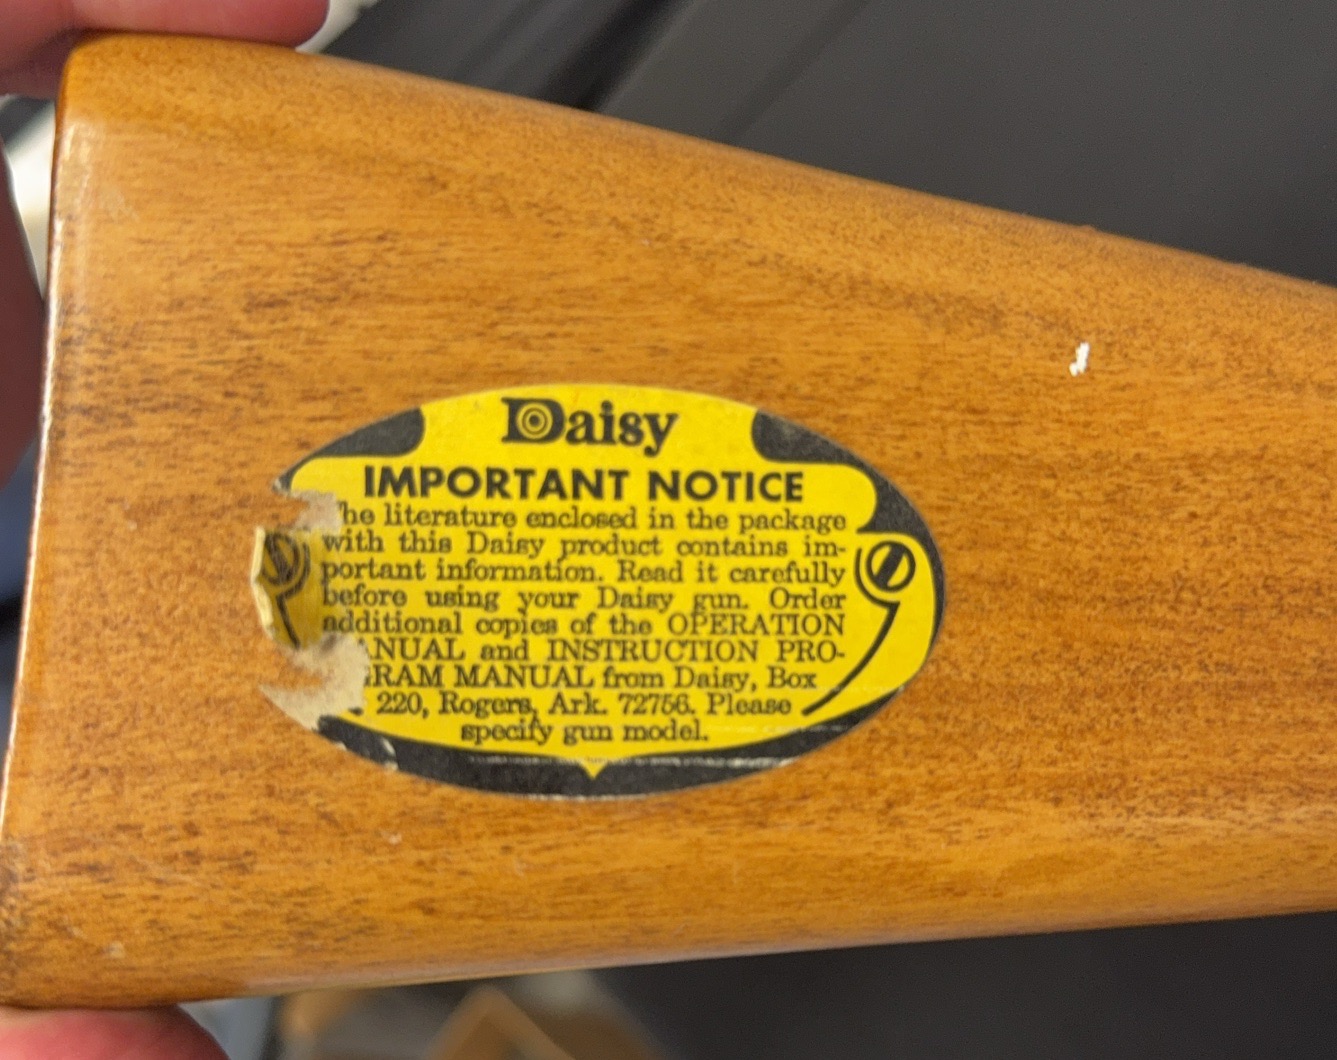 Daisy
IMPORTANT NOTICE
he literature enclosed in the package
with this Daisy product contains im-
portant information. Read it carefully
before using your Daisy gun. Order
additional copies of the OPERATION
NUAL and INSTRUCTION PRO-
RAM MANUAL from Daisy, Box
220, Rogers, Ark. 72756. Please
specify gun model.